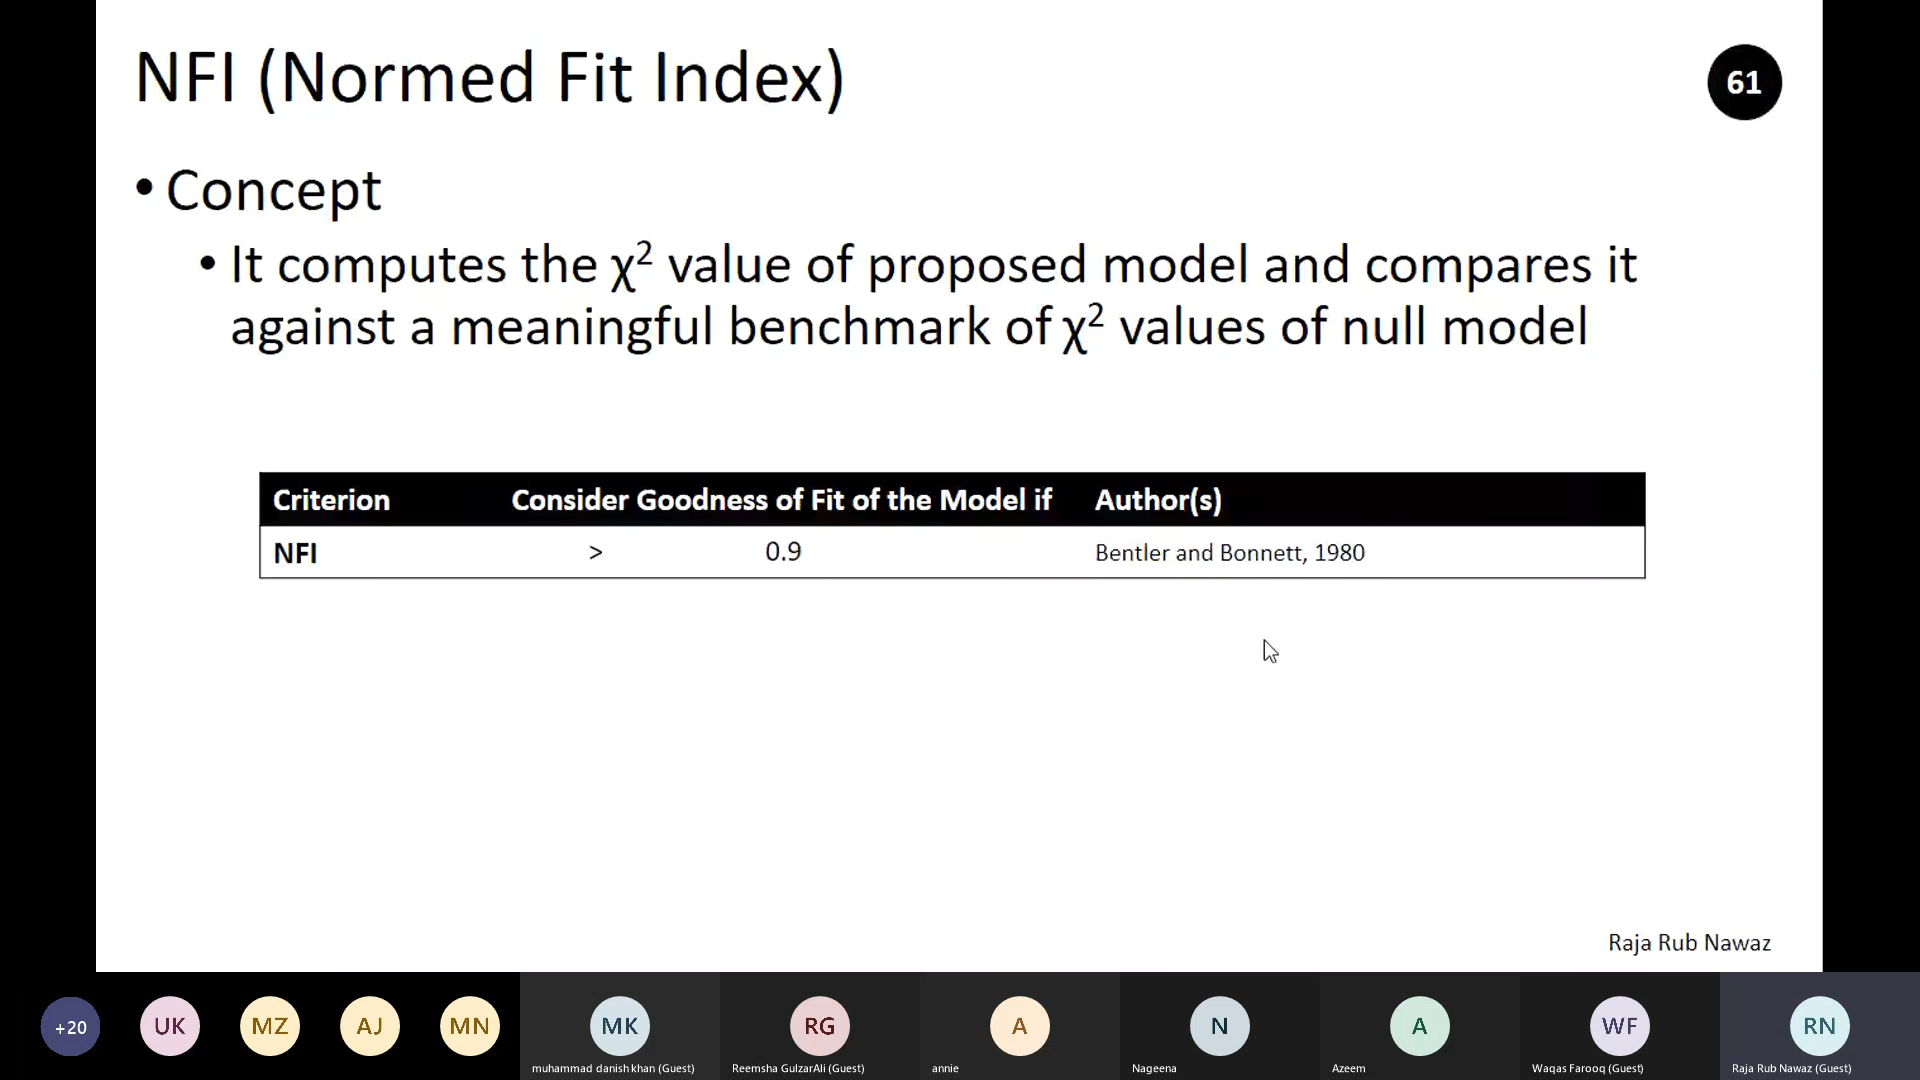 NFI (Normed Fit Index)
61
• Concept
• It computes the χ² value of proposed model and compares it
against a meaningful benchmark of χ² values of null model
Criterion Consider Goodness of Fit of the Model if Author(s)
NFI > 0.9 Bentler and Bonnett, 1980
Raja Rub Nawaz
+20 UK MZ AJ MN MK RG A N A WF RN
muhammad danish khan (Guest) Reemsha GulzarAli (Guest) annie Nageena Azeem Waqas Farooq (Guest) Raja Rub Nawaz (Guest)